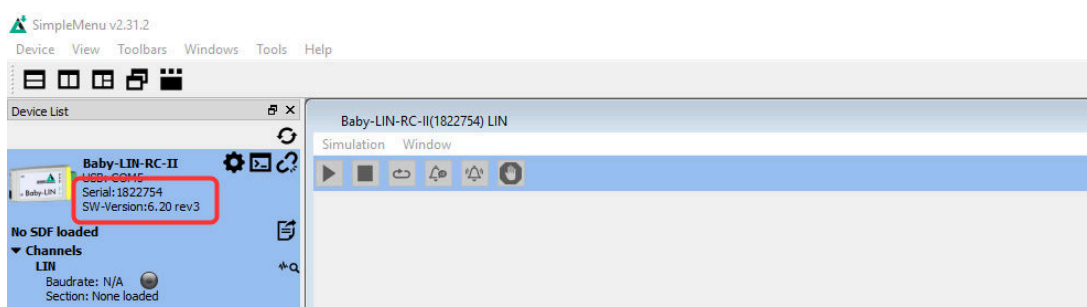 SimpleMenu v2.31.2
Device View Toolbars Windows Tools Help
Device List
Baby-LIN-RC-II(1822754) LIN
Simulation Window
Baby-LIN-RC-II
USB: COM5
Serial:1822754
SW-Version:6.20 rev3
Baby-LIN
No SDF loaded
Channels
LIN
Baudrate: N/A
Section: None loaded